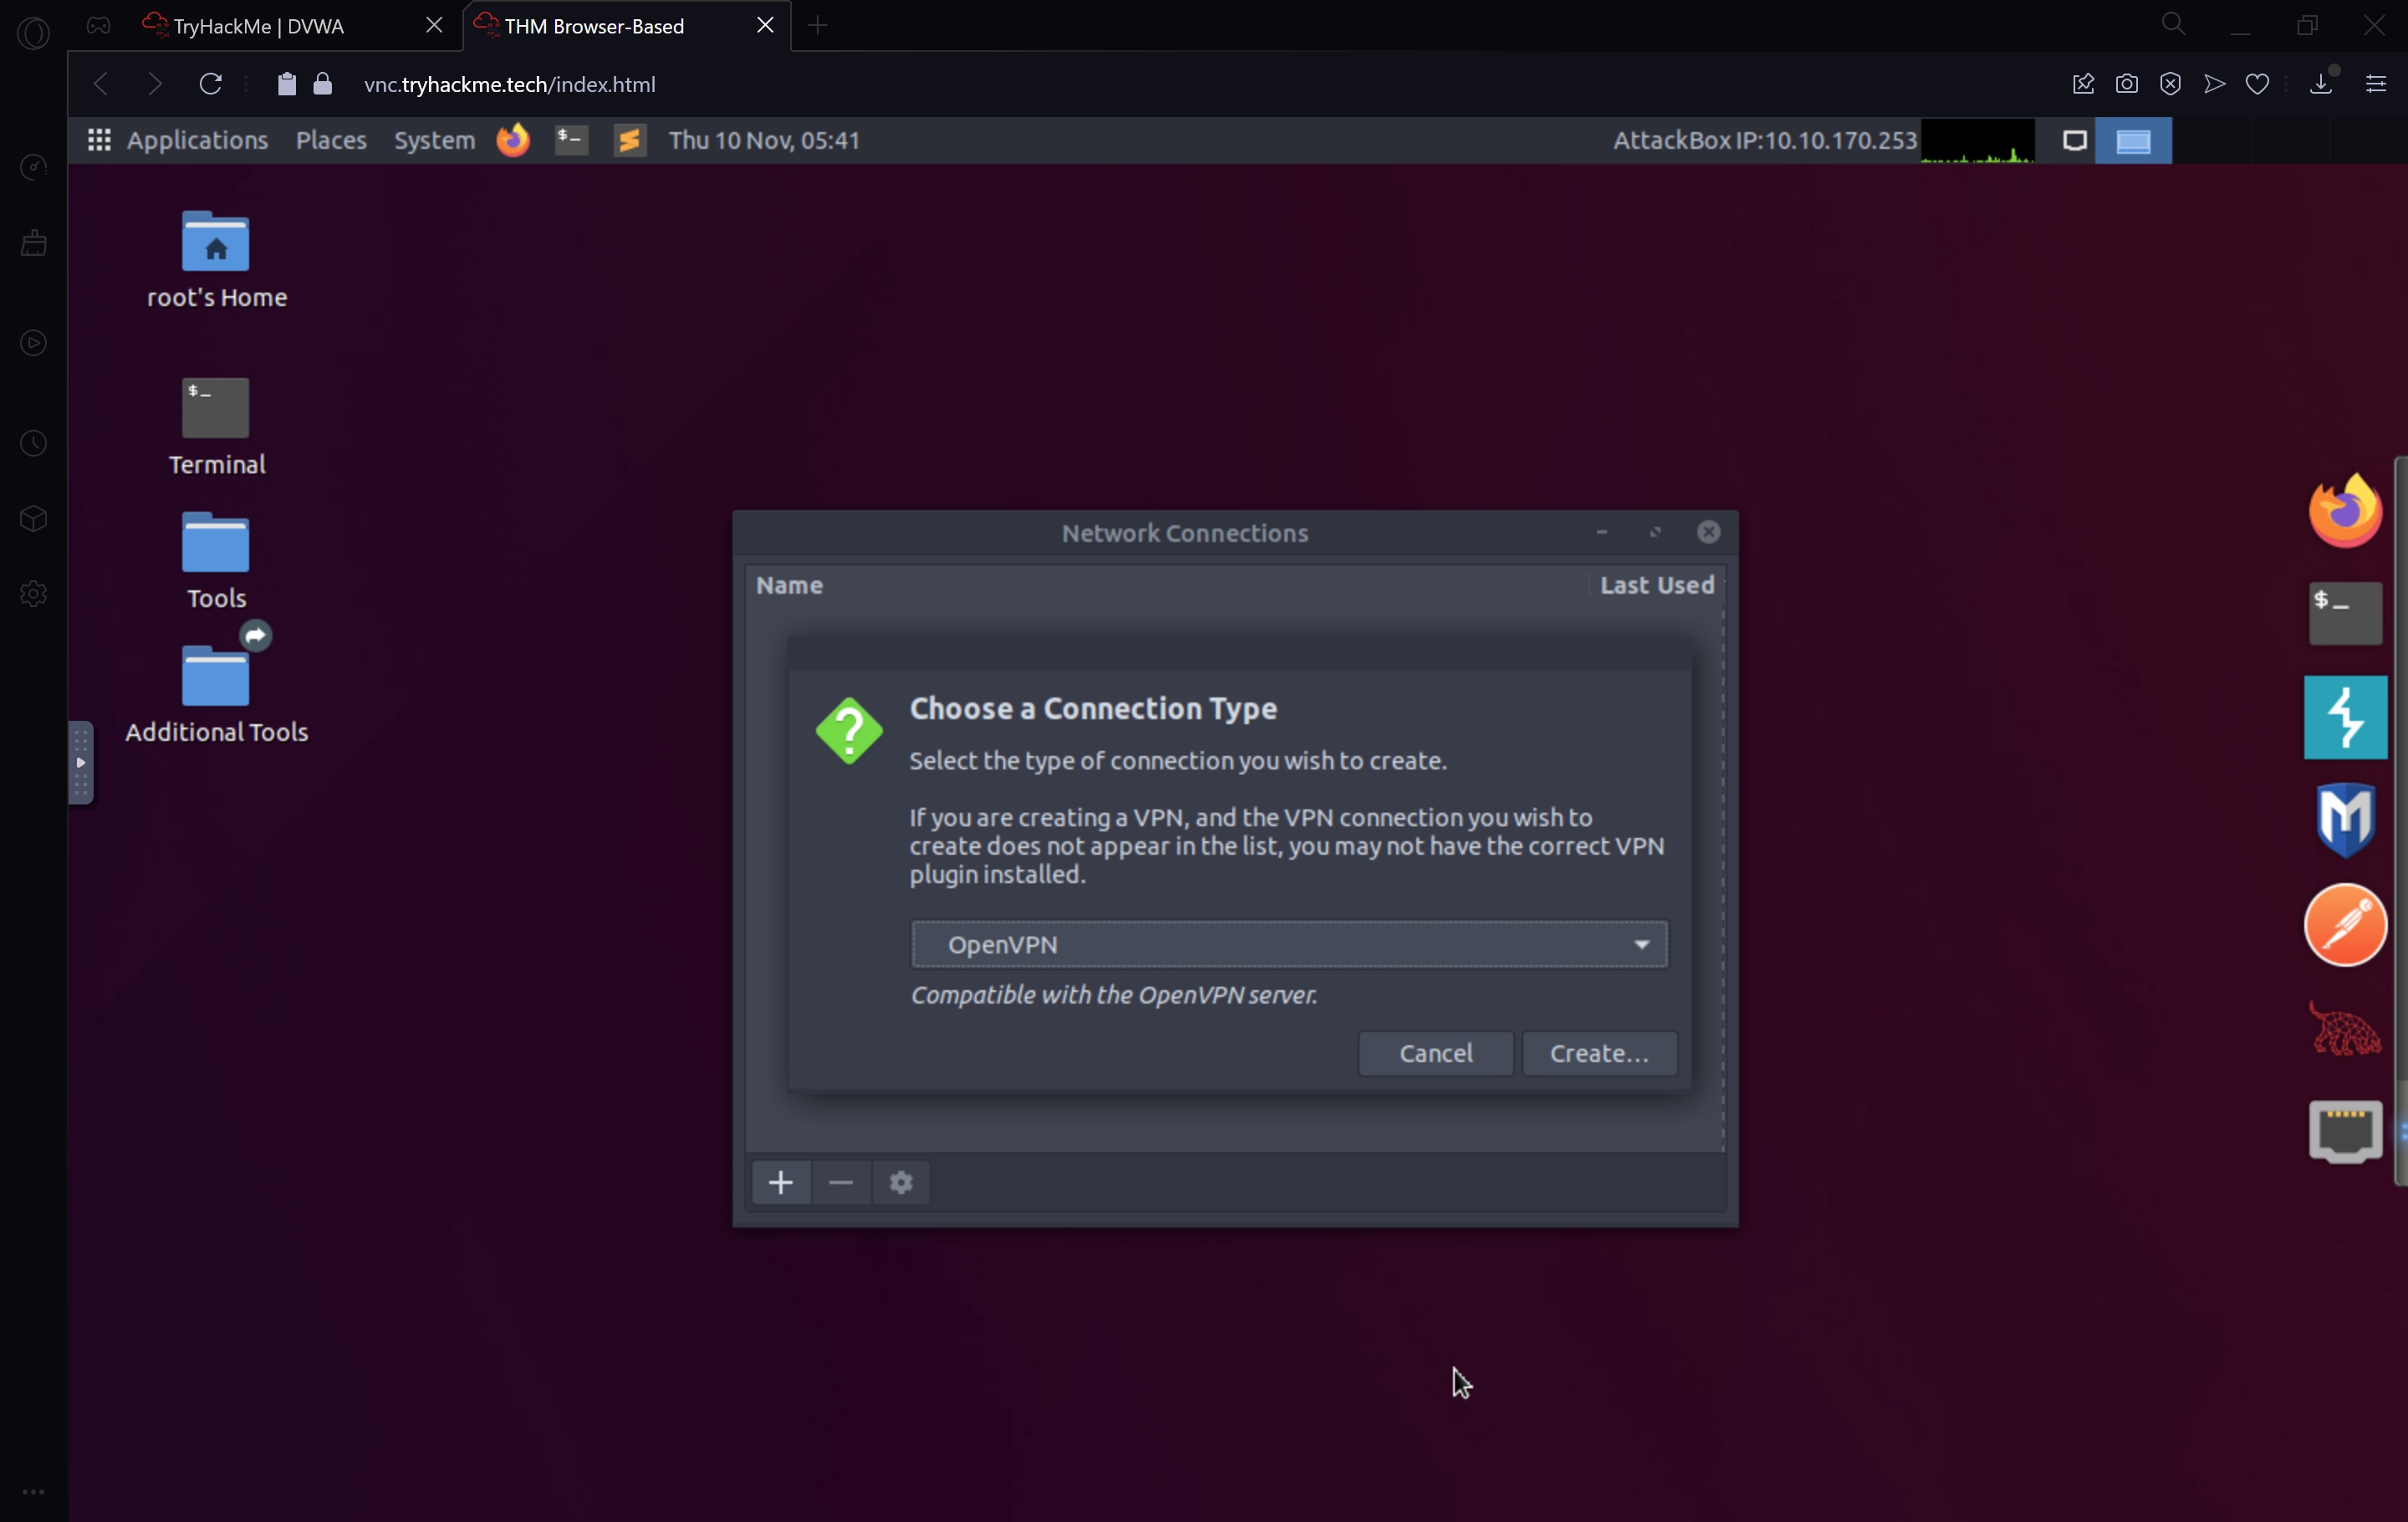 TryHackMe | DVWA
THM Browser-Based
vnc.tryhackme.tech/index.html
Applications Places System $_ Thu 10 Nov, 05:41 AttackBox IP:10.10.170.253
root's Home
$_
Terminal
Tools
Additional Tools
Network Connections
Name Last Used
Choose a Connection Type
Select the type of connection you wish to create.
If you are creating a VPN, and the VPN connection you wish to
create does not appear in the list, you may not have the correct VPN
plugin installed.
OpenVPN
Compatible with the OpenVPN server.
Cancel Create...
$_